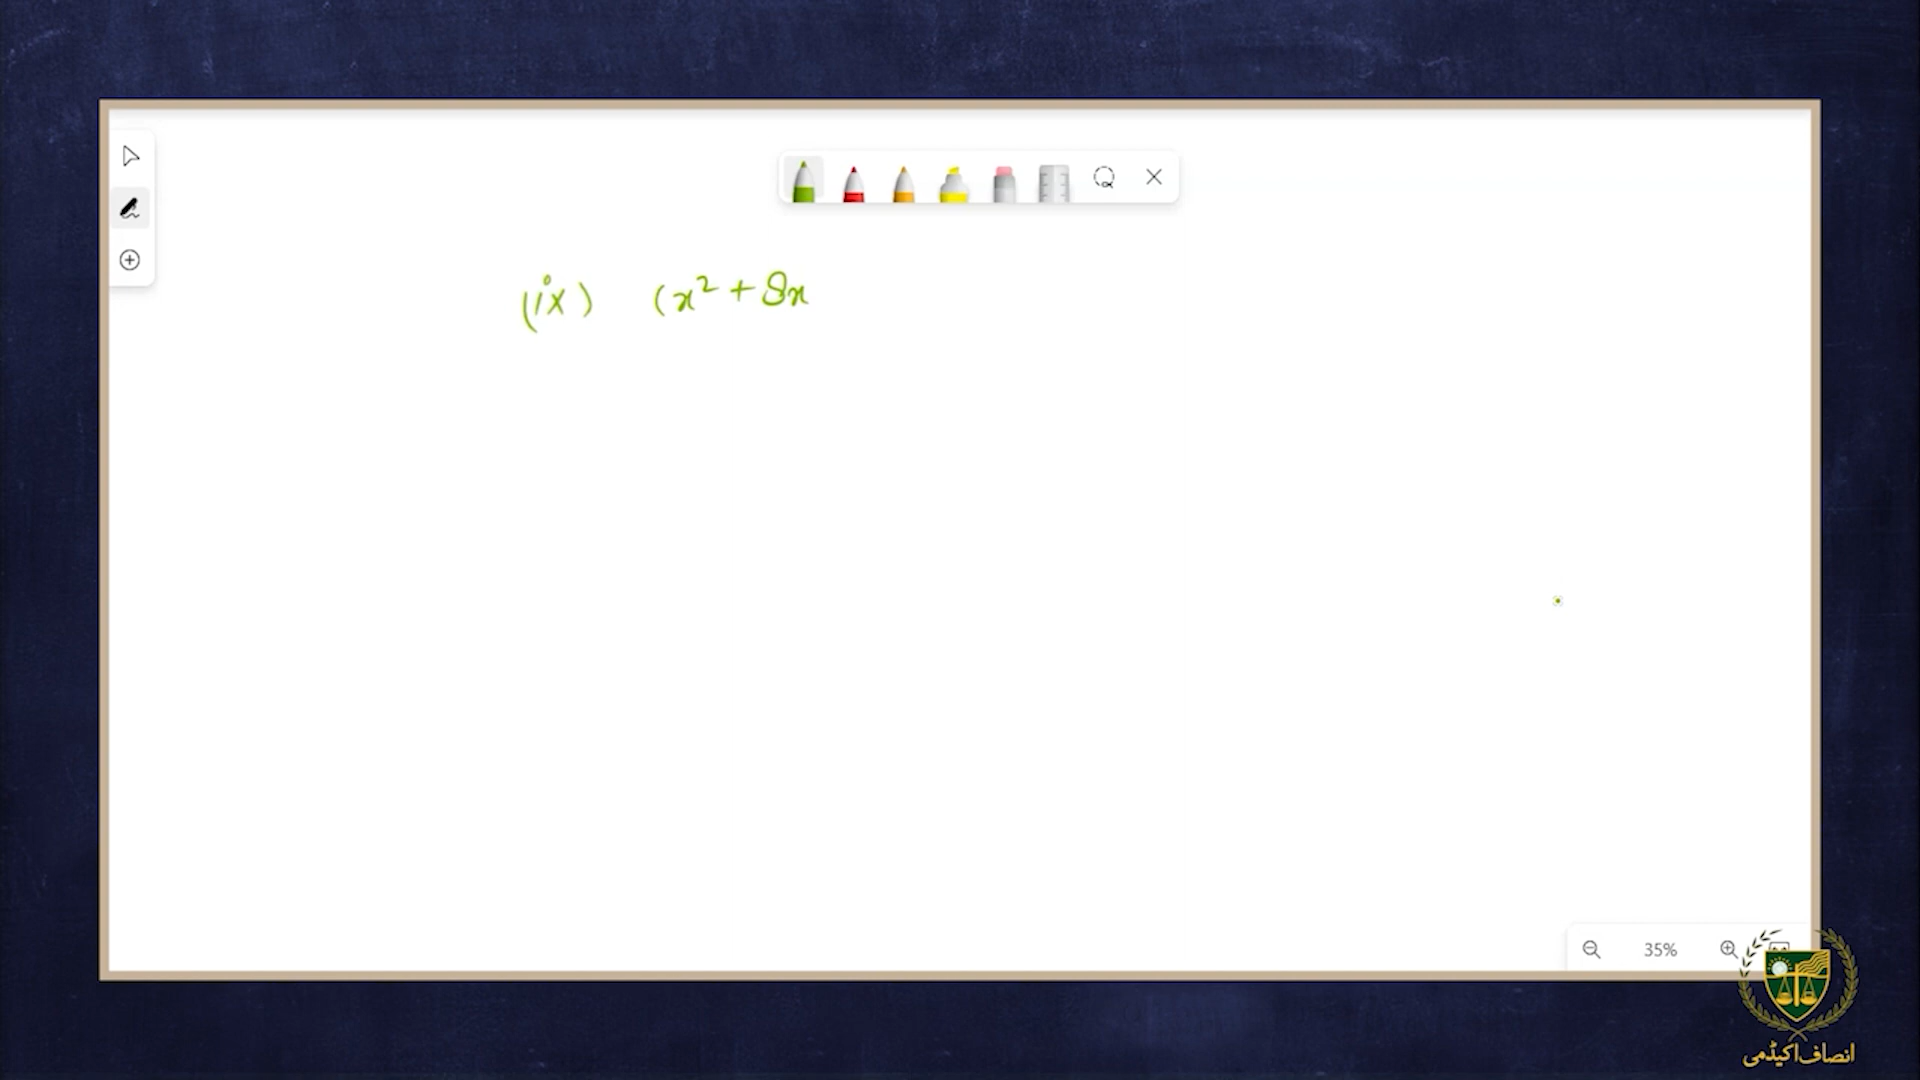 (ix) (x² + 8x
35%
انصاف اکیڈمی